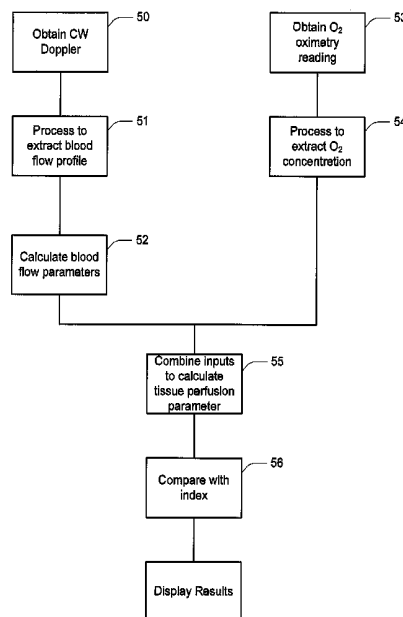 50
Obtain CW
Doppler
53
Obtain O₂
oximetry
reading
51
Process to
extract blood
flow profile
54
Process to
extract O₂
concentretion
52
Calculate blood
flow parameters
55
Combine inputs
to calculate
tissue perfusion
parameter
56
Compare with
index
Display Results